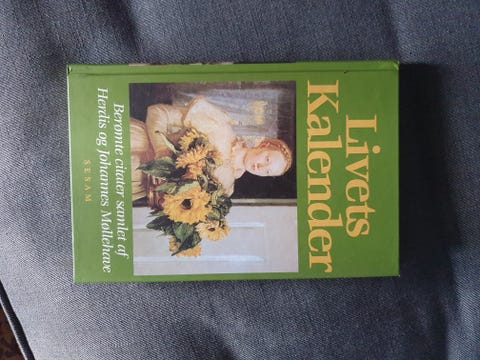 Livets
Kalender
Berømte citater samlet af
Herdis og Johannes Møllehave
SESAM